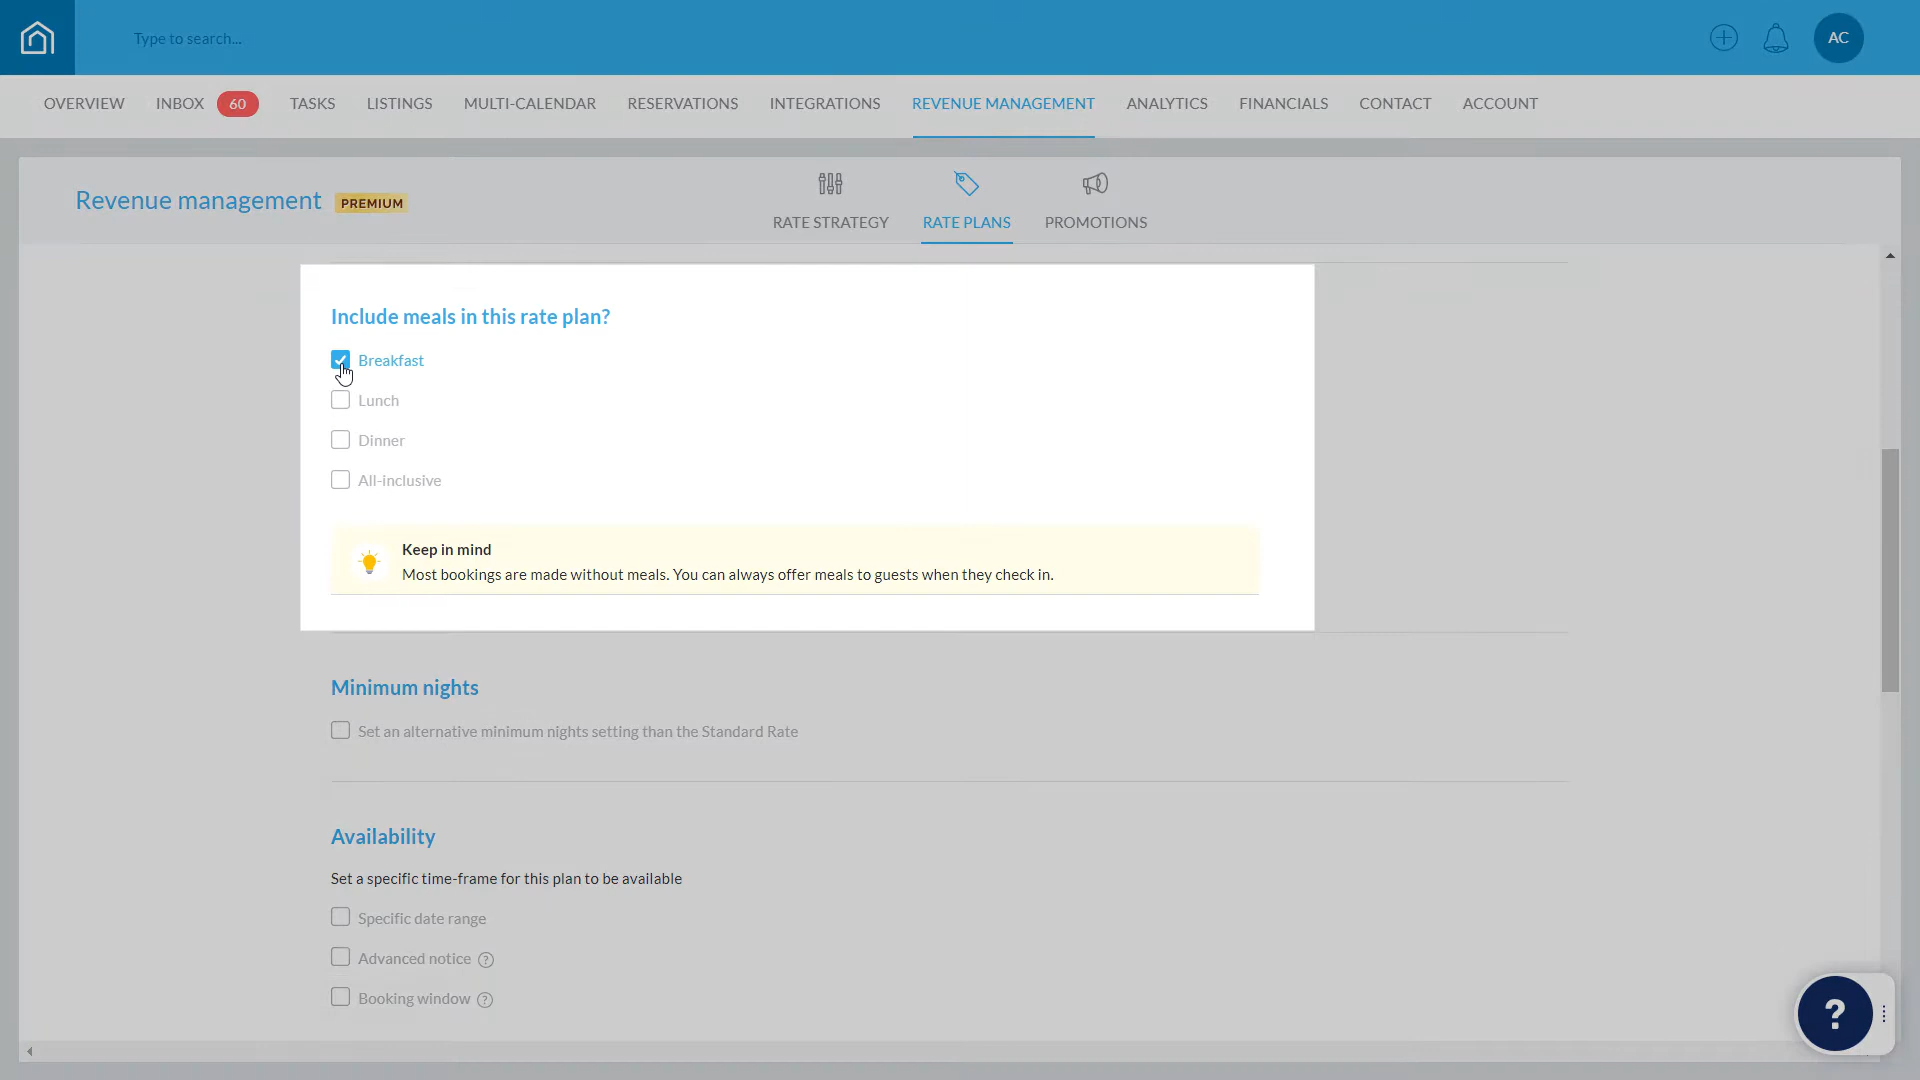 Type to search...
AC
OVERVIEW
INBOX 60
TASKS
LISTINGS
MULTI-CALENDAR
RESERVATIONS
INTEGRATIONS
REVENUE MANAGEMENT
ANALYTICS
FINANCIALS
CONTACT
ACCOUNT
Revenue management PREMIUM
RATE STRATEGY
RATE PLANS
PROMOTIONS
Include meals in this rate plan?
Breakfast
Lunch
Dinner
All-inclusive
Keep in mind
Most bookings are made without meals. You can always offer meals to guests when they check in.
Minimum nights
Set an alternative minimum nights setting than the Standard Rate
Availability
Set a specific time-frame for this plan to be available
Specific date range
Advanced notice ?
Booking window ?
?